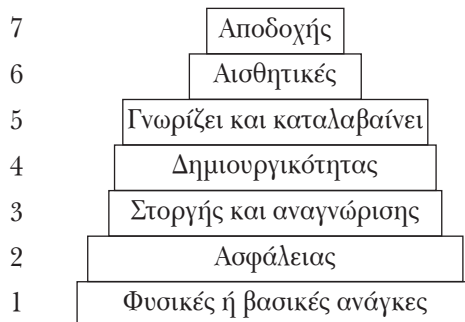 7 Αποδοχής
6 Αισθητικές
5 Γνωρίζει και καταλαβαίνει
4 Δημιουργικότητας
3 Στοργής και αναγνώρισης
2 Ασφάλειας
1 Φυσικές ή βασικές ανάγκες